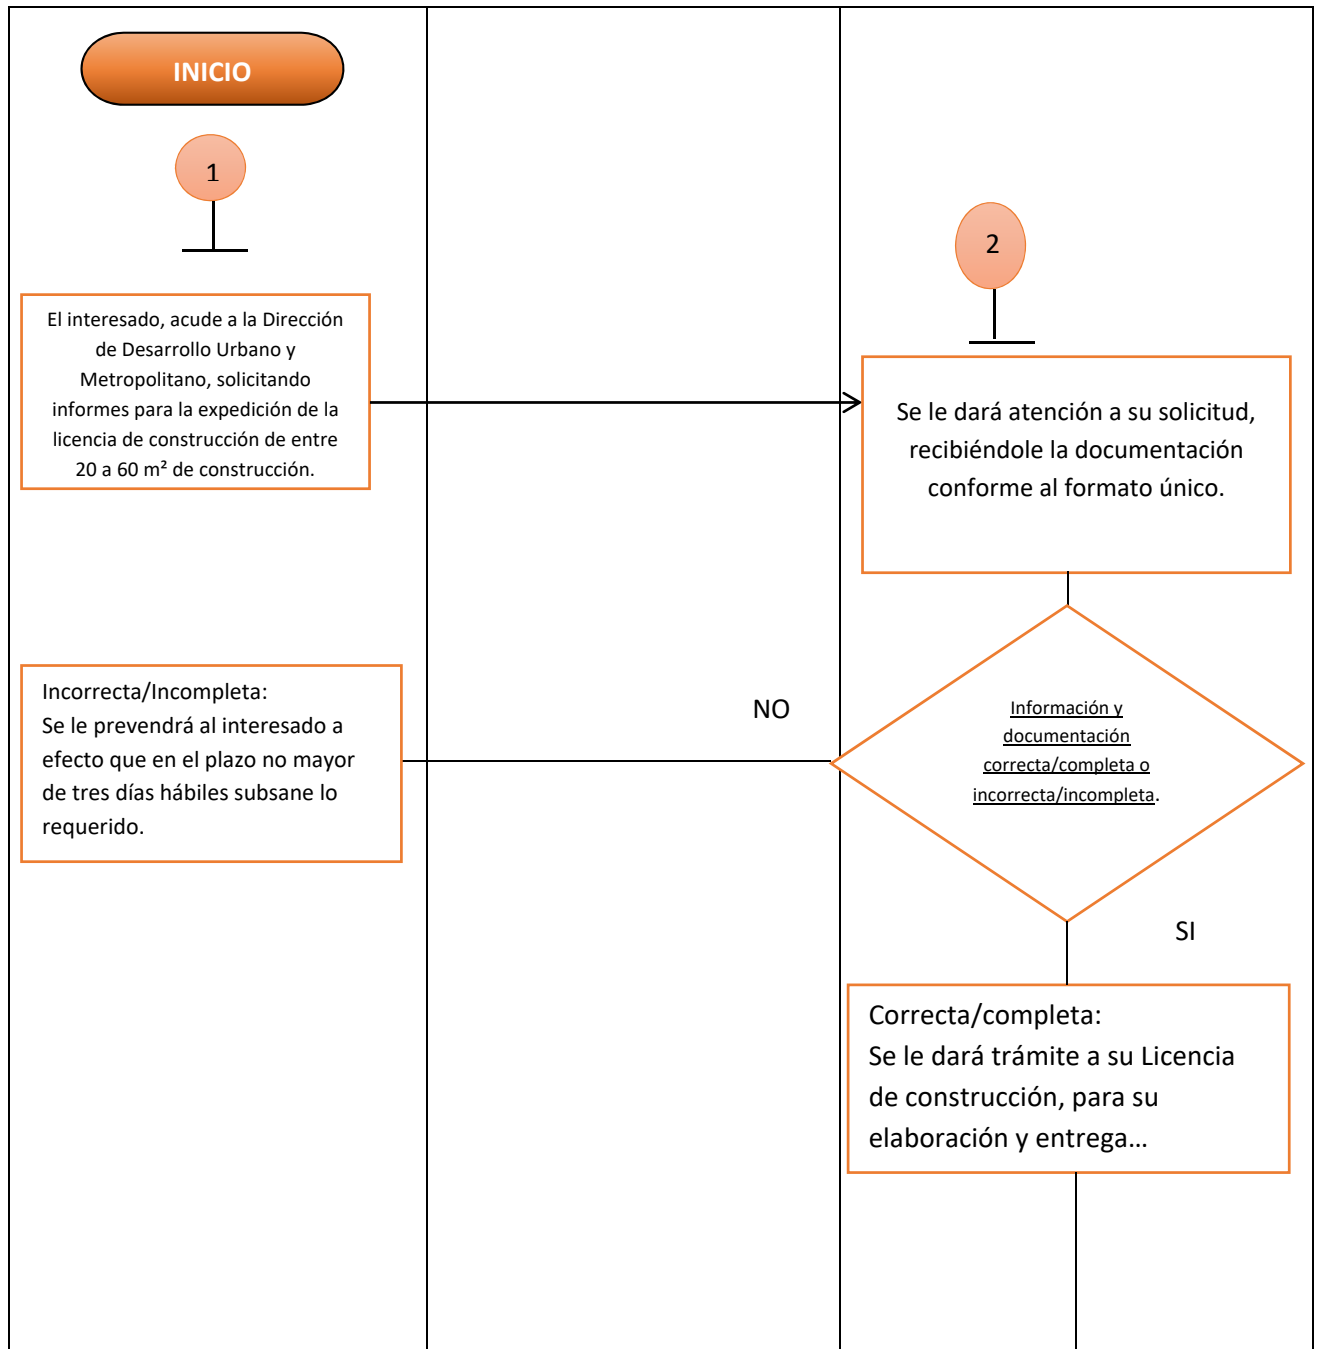 INICIO
1
2
El interesado, acude a la Dirección
de Desarrollo Urbano y
Metropolitano, solicitando
informes para la expedición de la
licencia de construcción de entre
20 a 60 m² de construcción.
Se le dará atención a su solicitud,
recibiéndole la documentación
conforme al formato único.
Incorrecta/Incompleta:
Se le prevendrá al interesado a
efecto que en el plazo no mayor
de tres días hábiles subsane lo
requerido.
NO
Información y
documentación
correcta/completa o
incorrecta/incompleta.
SI
Correcta/completa:
Se le dará trámite a su Licencia
de construcción, para su
elaboración y entrega…